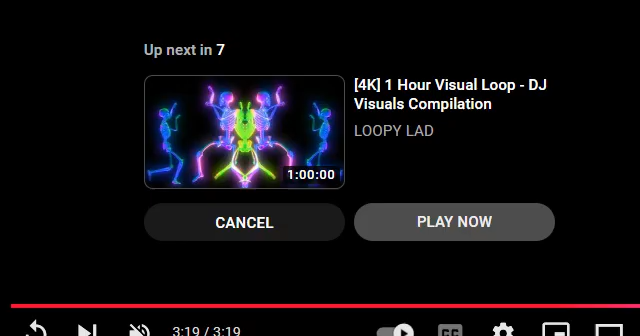 Up next in 7
[4K] 1 Hour Visual Loop - DJ
Visuals Compilation
LOOPY LAD
1:00:00
CANCEL
PLAY NOW
3:19 / 3:19
CC